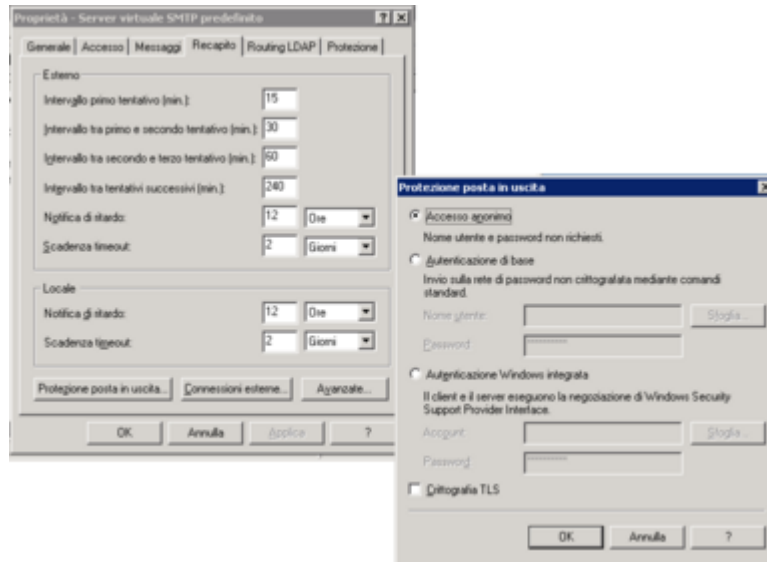 Proprietà - Server virtuale SMTP predefinito
Generale Accesso Messaggi Recapito Routing LDAP Protezione
Esterno
Intervallo primo tentativo (min.): 15
Intervallo tra primo e secondo tentativo (min.): 30
Intervallo tra secondo e terzo tentativo (min.): 60
Intervallo tra tentativi successivi (min.): 240
Notifica di ritardo: 12 Ore
Scadenza timeout: 2 Giorni
Locale
Notifica di ritardo: 12 Ore
Scadenza timeout: 2 Giorni
Protezione posta in uscita... Connessioni esterne... Avanzate...
OK Annulla Applica ?
Protezione posta in uscita
Accesso anonimo
Nome utente e password non richiesti.
Autenticazione di base
Invio sulla rete di password non crittografata mediante comandi
standard.
Nome utente: Sfoglia...
Password:
Autenticazione Windows integrata
Il client e il server eseguono la negoziazione di Windows Security
Support Provider Interface.
Account: Sfoglia...
Password:
Crittografia TLS
OK Annulla ?